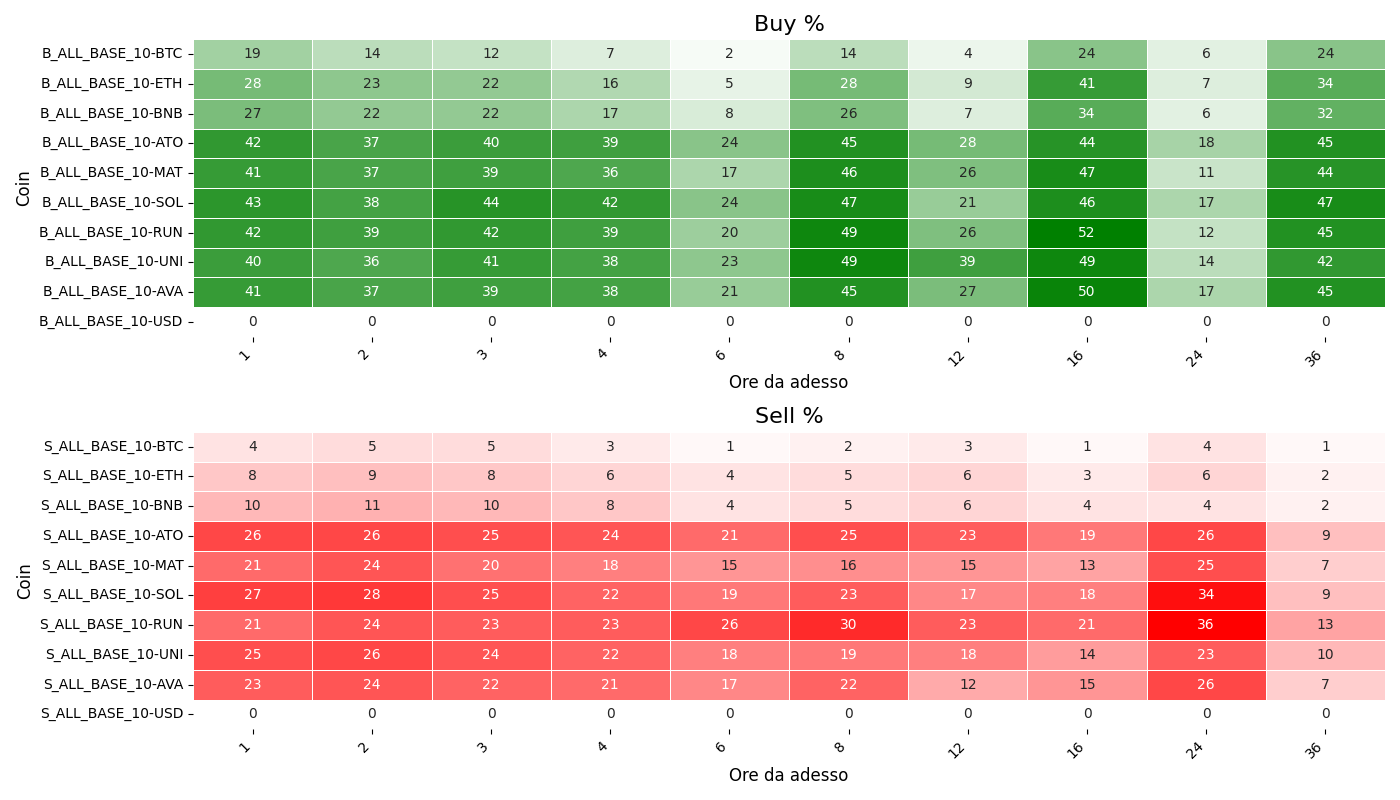 Buy %
Coin
B_ALL_BASE_10-BTC 19 14 12 7 2 14 4 24 6 24
B_ALL_BASE_10-ETH 28 23 22 16 5 28 9 41 7 34
B_ALL_BASE_10-BNB 27 22 22 17 8 26 7 34 6 32
B_ALL_BASE_10-ATO 42 37 40 39 24 45 28 44 18 45
B_ALL_BASE_10-MAT 41 37 39 36 17 46 26 47 11 44
B_ALL_BASE_10-SOL 43 38 44 42 24 47 21 46 17 47
B_ALL_BASE_10-RUN 42 39 42 39 20 49 26 52 12 45
B_ALL_BASE_10-UNI 40 36 41 38 23 49 39 49 14 42
B_ALL_BASE_10-AVA 41 37 39 38 21 45 27 50 17 45
B_ALL_BASE_10-USD 0 0 0 0 0 0 0 0 0 0
1 2 3 4 6 8 12 16 24 36
Ore da adesso
Sell %
Coin
S_ALL_BASE_10-BTC 4 5 5 3 1 2 3 1 4 1
S_ALL_BASE_10-ETH 8 9 8 6 4 5 6 3 6 2
S_ALL_BASE_10-BNB 10 11 10 8 4 5 6 4 4 2
S_ALL_BASE_10-ATO 26 26 25 24 21 25 23 19 26 9
S_ALL_BASE_10-MAT 21 24 20 18 15 16 15 13 25 7
S_ALL_BASE_10-SOL 27 28 25 22 19 23 17 18 34 9
S_ALL_BASE_10-RUN 21 24 23 23 26 30 23 21 36 13
S_ALL_BASE_10-UNI 25 26 24 22 18 19 18 14 23 10
S_ALL_BASE_10-AVA 23 24 22 21 17 22 12 15 26 7
S_ALL_BASE_10-USD 0 0 0 0 0 0 0 0 0 0
1 2 3 4 6 8 12 16 24 36
Ore da adesso